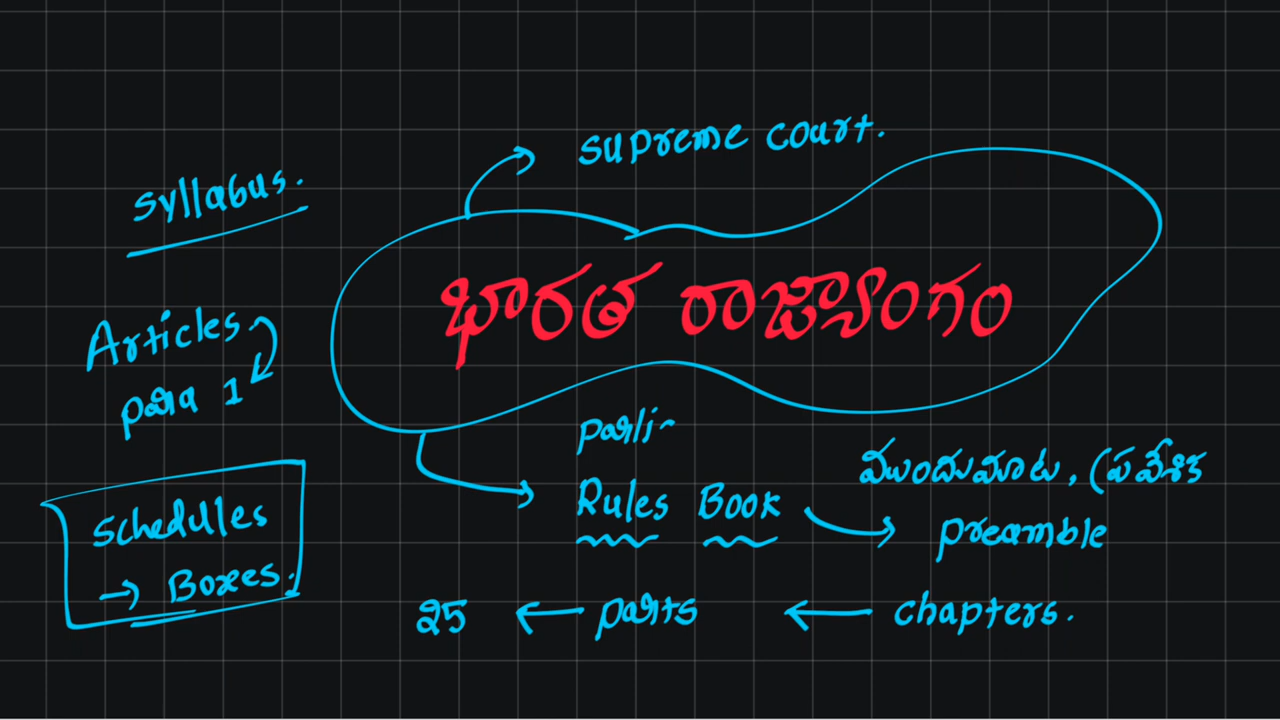 supreme court.
syllabus.
భారత రాజ్యాంగం
Articles
para 1
parli-
ముందుమాట, ప్రవేశిక
Rules Book
preamble
schedules
→ Boxes.
25 ← parts ← chapters.